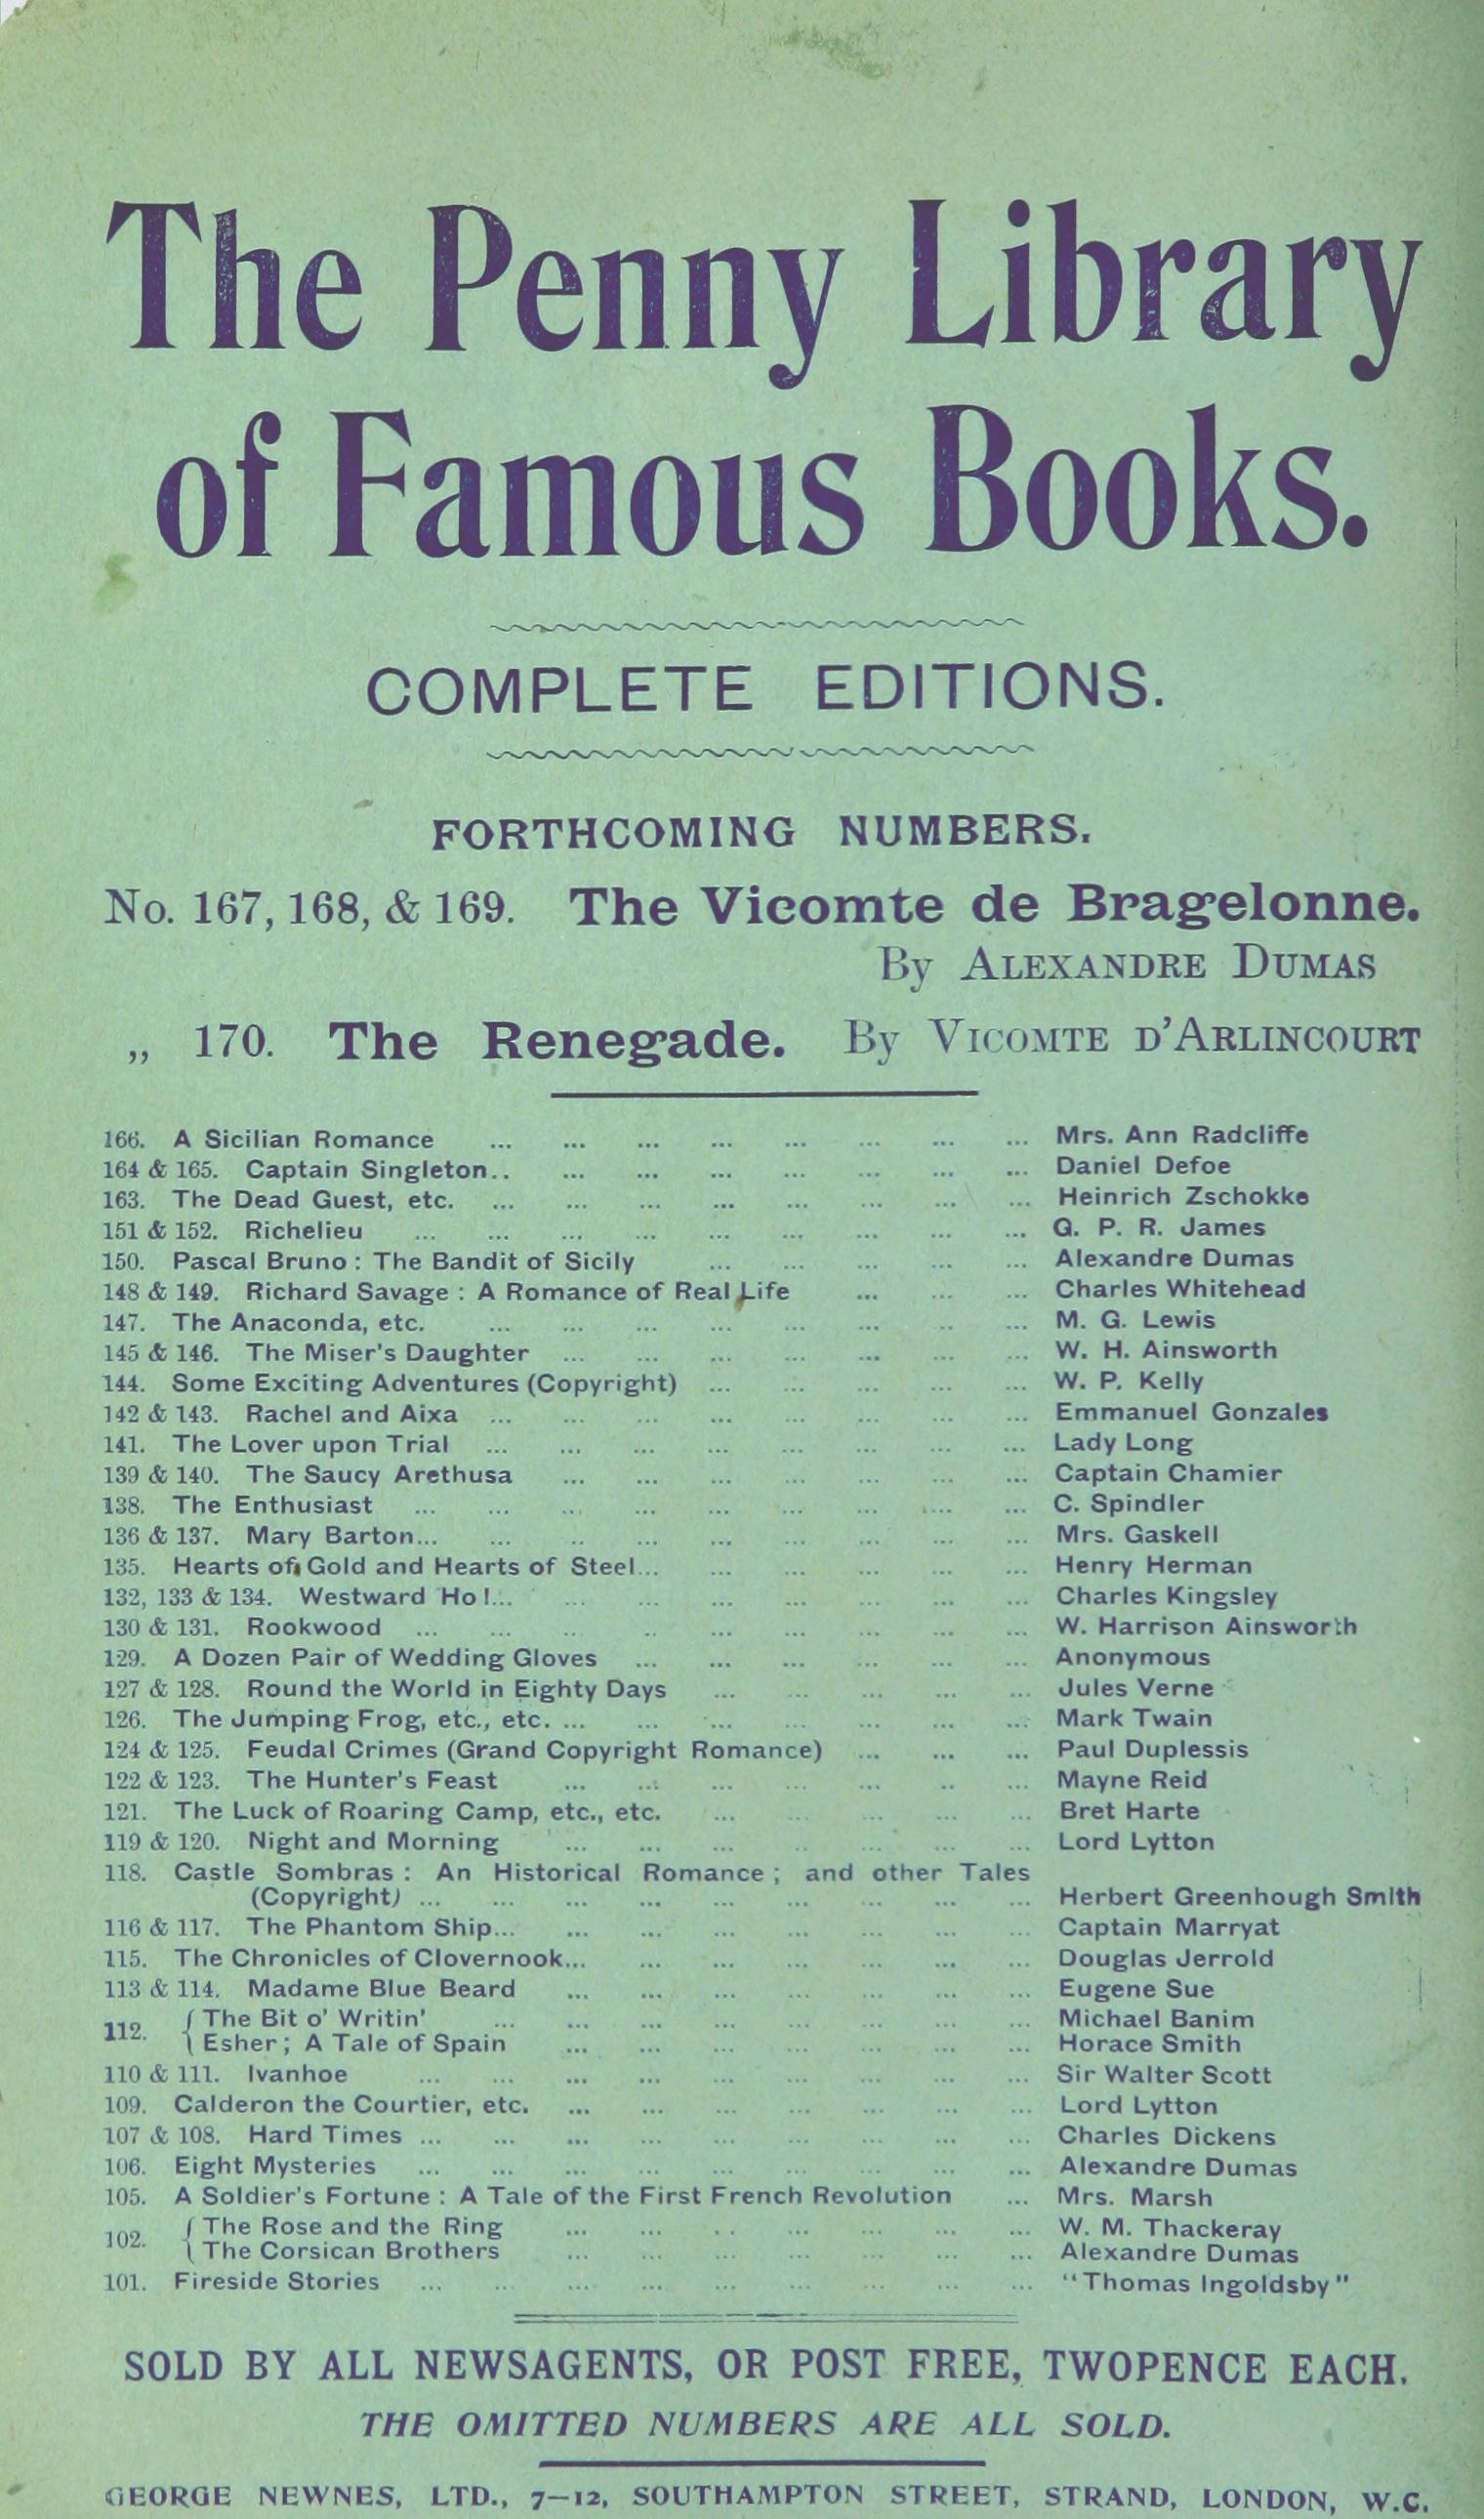 The Penny Library
of Famous Books.
COMPLETE EDITIONS.
FORTHCOMING NUMBERS.
No. 167, 168, & 169. The Vicomte de Bragelonne.
By ALEXANDRE DUMAS
„ 170. The Renegade. By VICOMTE D'ARLINCOURT
166. A Sicilian Romance ... ... ... ... ... ... ... ... Mrs. Ann Radcliffe
164 & 165. Captain Singleton.. ... ... ... ... ... ... ... Daniel Defoe
163. The Dead Guest, etc. ... ... ... ... ... ... ... ... Heinrich Zschokke
151 & 152. Richelieu ... ... ... ... ... ... ... ... ... G. P. R. James
150. Pascal Bruno : The Bandit of Sicily ... ... ... ... ... Alexandre Dumas
148 & 149. Richard Savage : A Romance of Real Life ... ... ... Charles Whitehead
147. The Anaconda, etc. ... ... ... ... ... ... .. ... M. G. Lewis
145 & 146. The Miser's Daughter ... ... ... ... ... ... ... W. H. Ainsworth
144. Some Exciting Adventures (Copyright) ... ... ... ... ... W. P. Kelly
142 & 143. Rachel and Aixa ... ... ... ... ... ... ... ... Emmanuel Gonzales
141. The Lover upon Trial ... ... ... ... ... ... ... ... Lady Long
139 & 140. The Saucy Arethusa ... ... ... ... ... ... ... Captain Chamier
138. The Enthusiast ... ... ... ... ... ... ... ... ... C. Spindler
136 & 137. Mary Barton... ... .. ... ... ... ... ... ... Mrs. Gaskell
135. Hearts of Gold and Hearts of Steel... ... ... ... ... ... Henry Herman
132, 133 & 134. Westward Ho !... ... ... ... ... ... ... ... Charles Kingsley
130 & 131. Rookwood ... ... .. .. ... ... ... ... ... W. Harrison Ainsworth
129. A Dozen Pair of Wedding Gloves ... ... ... ... ... ... Anonymous
127 & 128. Round the World in Eighty Days ... ... ... ... ... Jules Verne
126. The Jumping Frog, etc., etc. ... ... ... ... ... ... ... Mark Twain
124 & 125. Feudal Crimes (Grand Copyright Romance) ... ... ... Paul Duplessis
122 & 123. The Hunter's Feast ... ... ... ... ... .. ... Mayne Reid
121. The Luck of Roaring Camp, etc., etc. ... ... ... ... ... Bret Harte
119 & 120. Night and Morning ... ... ... .. ... ... ... Lord Lytton
118. Castle Sombras : An Historical Romance ; and other Tales
(Copyright) ... ... ... ... ... ... ... ... ... Herbert Greenhough Smith
116 & 117. The Phantom Ship... ... ... ... ... ... ... ... Captain Marryat
115. The Chronicles of Clovernook... ... ... ... ... ... ... Douglas Jerrold
113 & 114. Madame Blue Beard ... ... ... ... ... ... ... Eugene Sue
112. { The Bit o' Writin' ... ... ... ... ... ... ... ... Michael Banim
Esher ; A Tale of Spain ... ... ... ... ... ... ... Horace Smith
110 & 111. Ivanhoe ... ... ... ... ... ... ... ... ... Sir Walter Scott
109. Calderon the Courtier, etc. ... ... ... ... ... ... ... Lord Lytton
107 & 108. Hard Times ... ... ... ... ... ... ... ... ... Charles Dickens
106. Eight Mysteries ... ... ... ... ... ... ... ... ... Alexandre Dumas
105. A Soldier's Fortune : A Tale of the First French Revolution ... Mrs. Marsh
102. { The Rose and the Ring ... ... .. ... ... ... ... W. M. Thackeray
The Corsican Brothers ... ... ... ... ... ... ... Alexandre Dumas
101. Fireside Stories ... .. ... ... ... ... ... ... ... "Thomas Ingoldsby"
SOLD BY ALL NEWSAGENTS, OR POST FREE, TWOPENCE EACH.
THE OMITTED NUMBERS ARE ALL SOLD.
GEORGE NEWNES, LTD., 7–12, SOUTHAMPTON STREET, STRAND, LONDON, W.C.